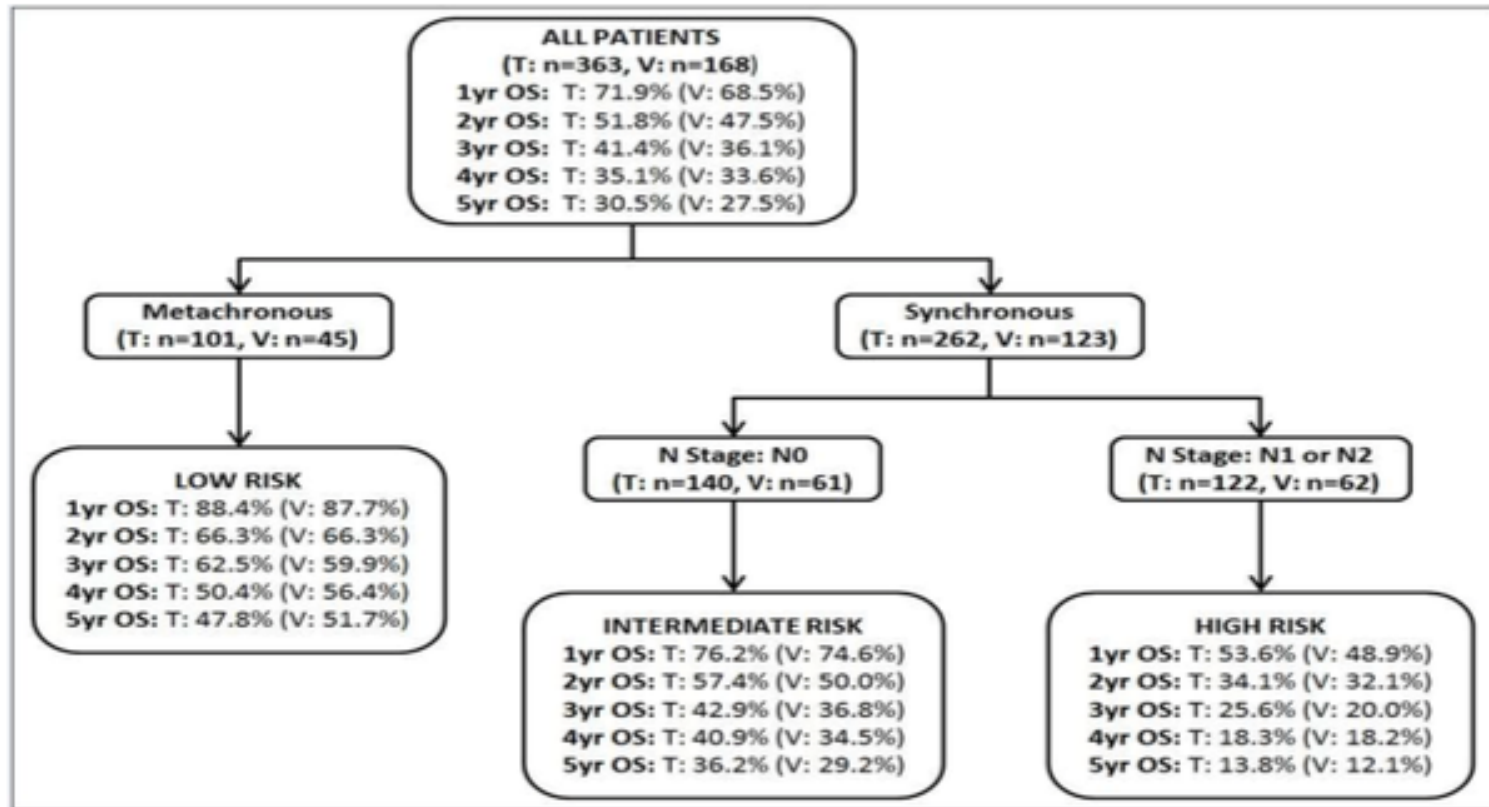 ALL PATIENTS
(T: n=363, V: n=168)
1yr OS: T: 71.9% (V: 68.5%)
2yr OS: T: 51.8% (V: 47.5%)
3yr OS: T: 41.4% (V: 36.1%)
4yr OS: T: 35.1% (V: 33.6%)
5yr OS: T: 30.5% (V: 27.5%)
Metachronous
(T: n=101, V: n=45)
Synchronous
(T: n=262, V: n=123)
LOW RISK
1yr OS: T: 88.4% (V: 87.7%)
2yr OS: T: 66.3% (V: 66.3%)
3yr OS: T: 62.5% (V: 59.9%)
4yr OS: T: 50.4% (V: 56.4%)
5yr OS: T: 47.8% (V: 51.7%)
N Stage: N0
(T: n=140, V: n=61)
N Stage: N1 or N2
(T: n=122, V: n=62)
INTERMEDIATE RISK
1yr OS: T: 76.2% (V: 74.6%)
2yr OS: T: 57.4% (V: 50.0%)
3yr OS: T: 42.9% (V: 36.8%)
4yr OS: T: 40.9% (V: 34.5%)
5yr OS: T: 36.2% (V: 29.2%)
HIGH RISK
1yr OS: T: 53.6% (V: 48.9%)
2yr OS: T: 34.1% (V: 32.1%)
3yr OS: T: 25.6% (V: 20.0%)
4yr OS: T: 18.3% (V: 18.2%)
5yr OS: T: 13.8% (V: 12.1%)